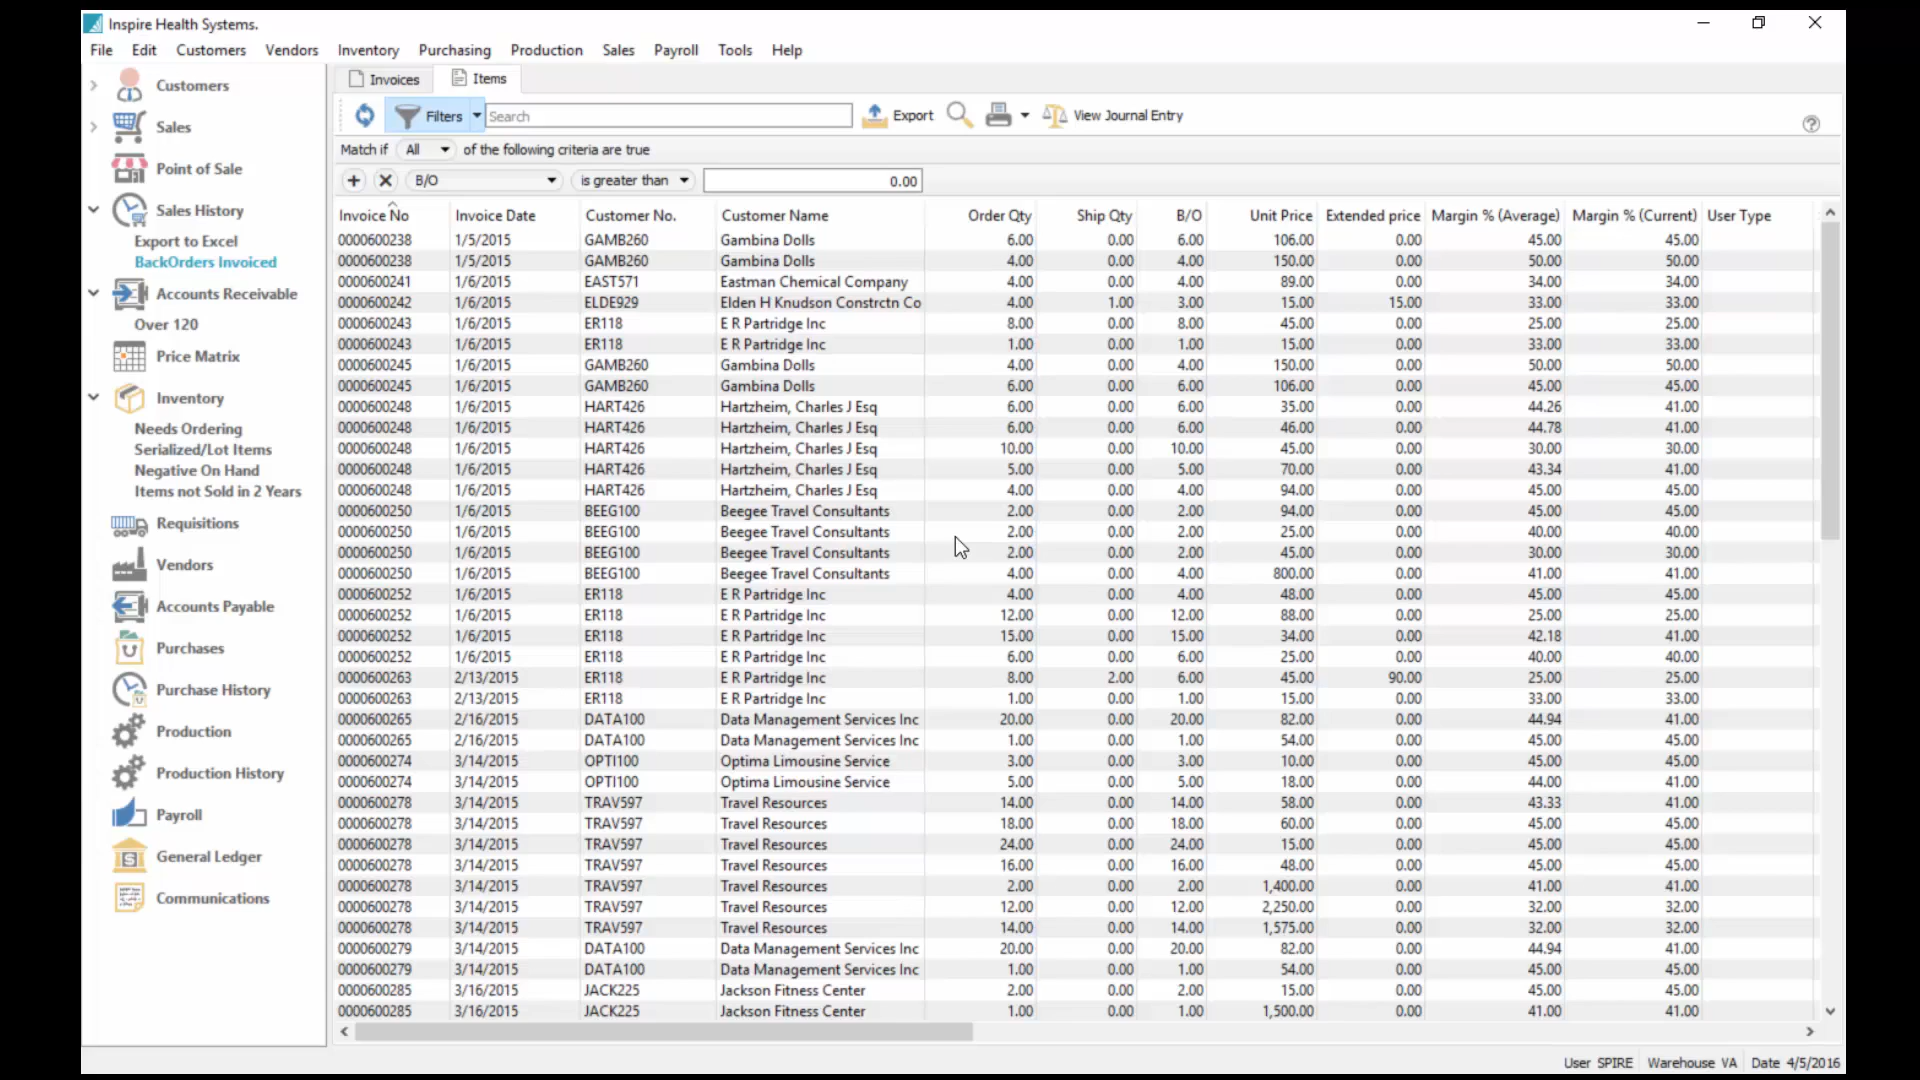 Inspire Health Systems.
File Edit Customers Vendors Inventory Purchasing Production Sales Payroll Tools Help
Customers
Sales
Point of Sale
Sales History
Export to Excel
BackOrders Invoiced
Accounts Receivable
Over 120
Price Matrix
Inventory
Needs Ordering
Serialized/Lot Items
Negative On Hand
Items not Sold in 2 Years
Requisitions
Vendors
Accounts Payable
Purchases
Purchase History
Production
Production History
Payroll
General Ledger
Communications
Invoices Items
Filters Search Export View Journal Entry
Match if All of the following criteria are true
B/O is greater than 0.00
Invoice No Invoice Date Customer No. Customer Name Order Qty Ship Qty B/O Unit Price Extended price Margin % (Average) Margin % (Current) User Type
0000600238 1/5/2015 GAMB260 Gambina Dolls 6.00 0.00 6.00 106.00 0.00 45.00 45.00
0000600238 1/5/2015 GAMB260 Gambina Dolls 4.00 0.00 4.00 150.00 0.00 50.00 50.00
0000600241 1/6/2015 EAST571 Eastman Chemical Company 4.00 0.00 4.00 89.00 0.00 34.00 34.00
0000600242 1/6/2015 ELDE929 Elden H Knudson Constrctn Co 4.00 1.00 3.00 15.00 15.00 33.00 33.00
0000600243 1/6/2015 ER118 E R Partridge Inc 8.00 0.00 8.00 45.00 0.00 25.00 25.00
0000600243 1/6/2015 ER118 E R Partridge Inc 1.00 0.00 1.00 15.00 0.00 33.00 33.00
0000600245 1/6/2015 GAMB260 Gambina Dolls 4.00 0.00 4.00 150.00 0.00 50.00 50.00
0000600245 1/6/2015 GAMB260 Gambina Dolls 6.00 0.00 6.00 106.00 0.00 45.00 45.00
0000600248 1/6/2015 HART426 Hartzheim, Charles J Esq 6.00 0.00 6.00 35.00 0.00 44.26 41.00
0000600248 1/6/2015 HART426 Hartzheim, Charles J Esq 6.00 0.00 6.00 46.00 0.00 44.78 41.00
0000600248 1/6/2015 HART426 Hartzheim, Charles J Esq 10.00 0.00 10.00 45.00 0.00 30.00 30.00
0000600248 1/6/2015 HART426 Hartzheim, Charles J Esq 5.00 0.00 5.00 70.00 0.00 43.34 41.00
0000600248 1/6/2015 HART426 Hartzheim, Charles J Esq 4.00 0.00 4.00 94.00 0.00 45.00 45.00
0000600250 1/6/2015 BEEG100 Beegee Travel Consultants 2.00 0.00 2.00 94.00 0.00 45.00 45.00
0000600250 1/6/2015 BEEG100 Beegee Travel Consultants 2.00 0.00 2.00 25.00 0.00 40.00 40.00
0000600250 1/6/2015 BEEG100 Beegee Travel Consultants 2.00 0.00 2.00 45.00 0.00 30.00 30.00
0000600250 1/6/2015 BEEG100 Beegee Travel Consultants 4.00 0.00 4.00 800.00 0.00 41.00 41.00
0000600252 1/6/2015 ER118 E R Partridge Inc 4.00 0.00 4.00 48.00 0.00 45.00 45.00
0000600252 1/6/2015 ER118 E R Partridge Inc 12.00 0.00 12.00 88.00 0.00 25.00 25.00
0000600252 1/6/2015 ER118 E R Partridge Inc 15.00 0.00 15.00 34.00 0.00 42.18 41.00
0000600252 1/6/2015 ER118 E R Partridge Inc 6.00 0.00 6.00 25.00 0.00 40.00 40.00
0000600263 2/13/2015 ER118 E R Partridge Inc 8.00 2.00 6.00 45.00 90.00 25.00 25.00
0000600263 2/13/2015 ER118 E R Partridge Inc 1.00 0.00 1.00 15.00 0.00 33.00 33.00
0000600265 2/16/2015 DATA100 Data Management Services Inc 20.00 0.00 20.00 82.00 0.00 44.94 41.00
0000600265 2/16/2015 DATA100 Data Management Services Inc 1.00 0.00 1.00 54.00 0.00 45.00 45.00
0000600274 3/14/2015 OPTI100 Optima Limousine Service 3.00 0.00 3.00 10.00 0.00 45.00 45.00
0000600274 3/14/2015 OPTI100 Optima Limousine Service 5.00 0.00 5.00 18.00 0.00 44.00 41.00
0000600278 3/14/2015 TRAV597 Travel Resources 14.00 0.00 14.00 58.00 0.00 43.33 41.00
0000600278 3/14/2015 TRAV597 Travel Resources 18.00 0.00 18.00 60.00 0.00 45.00 45.00
0000600278 3/14/2015 TRAV597 Travel Resources 24.00 0.00 24.00 15.00 0.00 45.00 45.00
0000600278 3/14/2015 TRAV597 Travel Resources 16.00 0.00 16.00 48.00 0.00 45.00 45.00
0000600278 3/14/2015 TRAV597 Travel Resources 2.00 0.00 2.00 1,400.00 0.00 41.00 41.00
0000600278 3/14/2015 TRAV597 Travel Resources 12.00 0.00 12.00 2,250.00 0.00 32.00 32.00
0000600278 3/14/2015 TRAV597 Travel Resources 14.00 0.00 14.00 1,575.00 0.00 32.00 32.00
0000600279 3/14/2015 DATA100 Data Management Services Inc 20.00 0.00 20.00 82.00 0.00 44.94 41.00
0000600279 3/14/2015 DATA100 Data Management Services Inc 1.00 0.00 1.00 54.00 0.00 45.00 45.00
0000600285 3/16/2015 JACK225 Jackson Fitness Center 2.00 0.00 2.00 15.00 0.00 45.00 45.00
0000600285 3/16/2015 JACK225 Jackson Fitness Center 1.00 0.00 1.00 1,500.00 0.00 41.00 41.00
User SPIRE Warehouse VA Date 4/5/2016